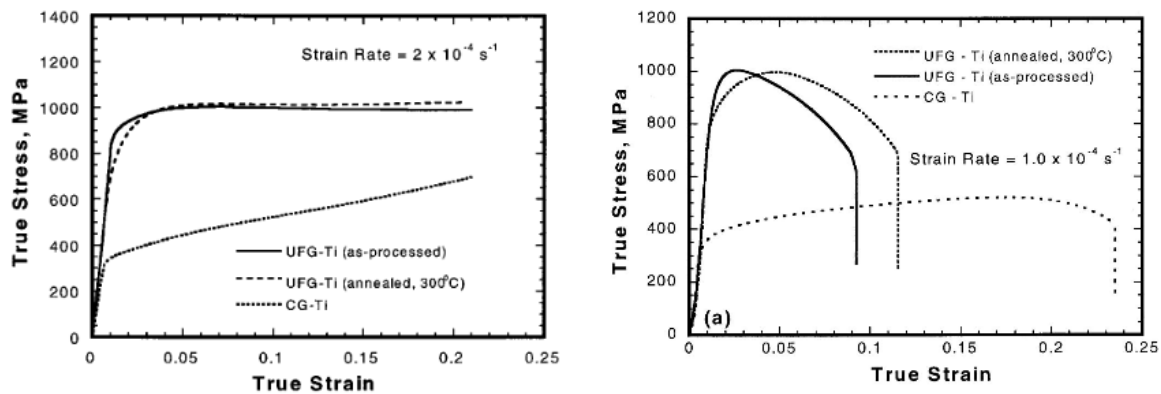 1400
1200
1000
800
600
400
200
0
True Stress, MPa
Strain Rate = 2 x 10⁻⁴ s⁻¹
UFG-Ti (as-processed)
UFG-Ti (annealed, 300⁰C)
CG-Ti
0 0.05 0.1 0.15 0.2 0.25
True Strain
1200
1000
800
600
400
200
0
True Stress, MPa
UFG - Ti (annealed, 300⁰C)
UFG - Ti (as-processed)
CG - Ti
Strain Rate = 1.0 x 10⁻⁴ s⁻¹
(a)
0 0.05 0.1 0.15 0.2 0.25
True Strain